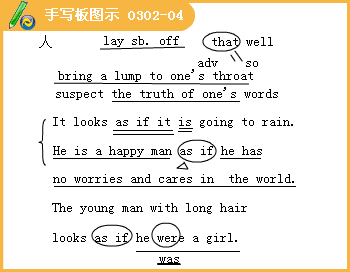 手写板图示 0302-04
人 lay sb. off that well
adv so
bring a lump to one's throat
suspect the truth of one's words
It looks as if it is going to rain.
He is a happy man as if he has
no worries and cares in the world.
The young man with long hair
looks as if he were a girl.
was